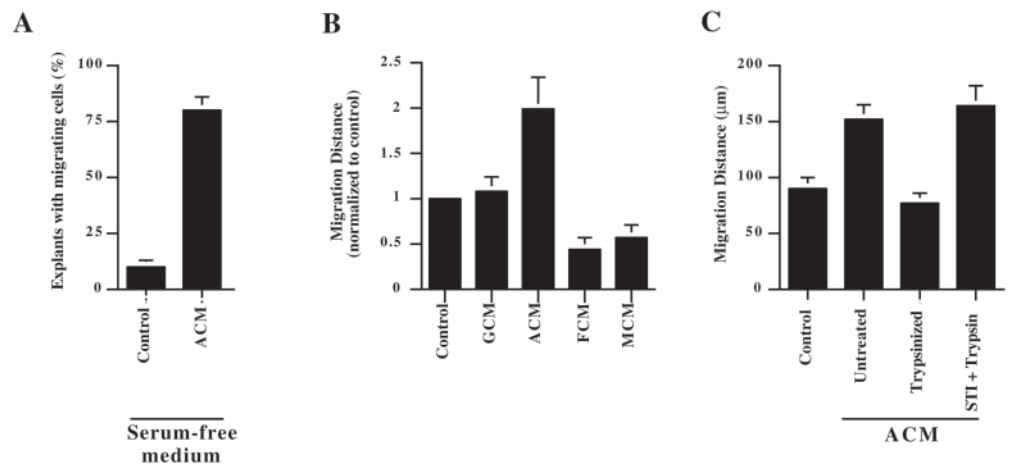 A
Explants with migrating cells (%)
100
75
50
25
0
Control
ACM
Serum-free
medium
B
Migration Distance
(normalized to control)
2.5
2
1.5
1
0.5
0
Control
GCM
ACM
FCM
MCM
C
Migration Distance (µm)
200
150
100
50
0
Control
Untreated
Trypsinized
STI + Trypsin
ACM